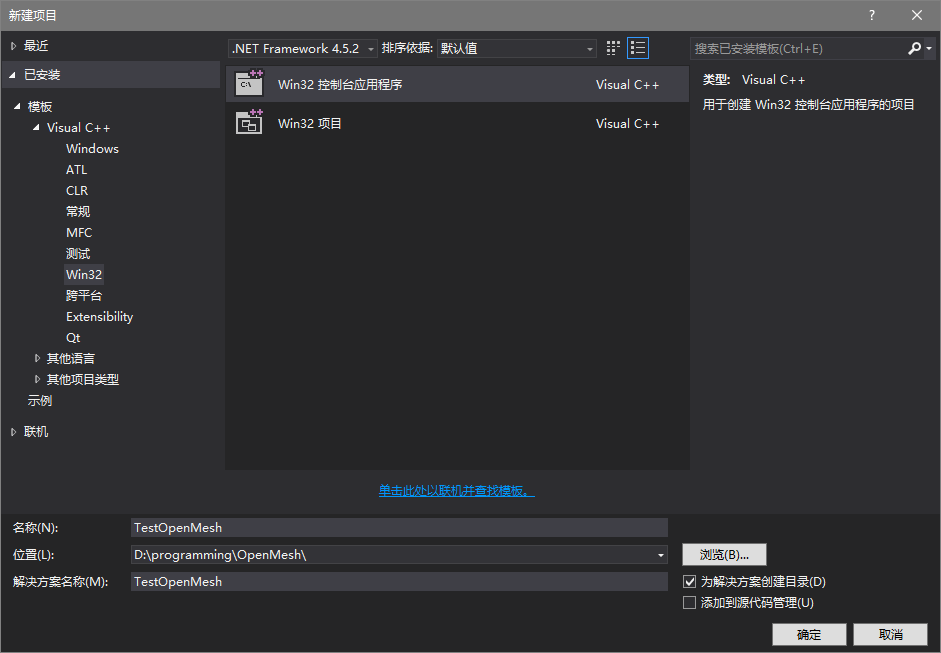 新建项目
?
最近
.NET Framework 4.5.2
排序依据:
默认值
搜索已安装模板(Ctrl+E)
已安装
模板
Visual C++
Windows
ATL
CLR
常规
MFC
测试
Win32
跨平台
Extensibility
Qt
其他语言
其他项目类型
示例
联机
Win32 控制台应用程序 Visual C++
Win32 项目 Visual C++
类型: Visual C++
用于创建 Win32 控制台应用程序的项目
单击此处以联机并查找模板。
名称(N): TestOpenMesh
位置(L): D:\programming\OpenMesh\ 浏览(B)...
解决方案名称(M): TestOpenMesh
为解决方案创建目录(D)
添加到源代码管理(U)
确定 取消